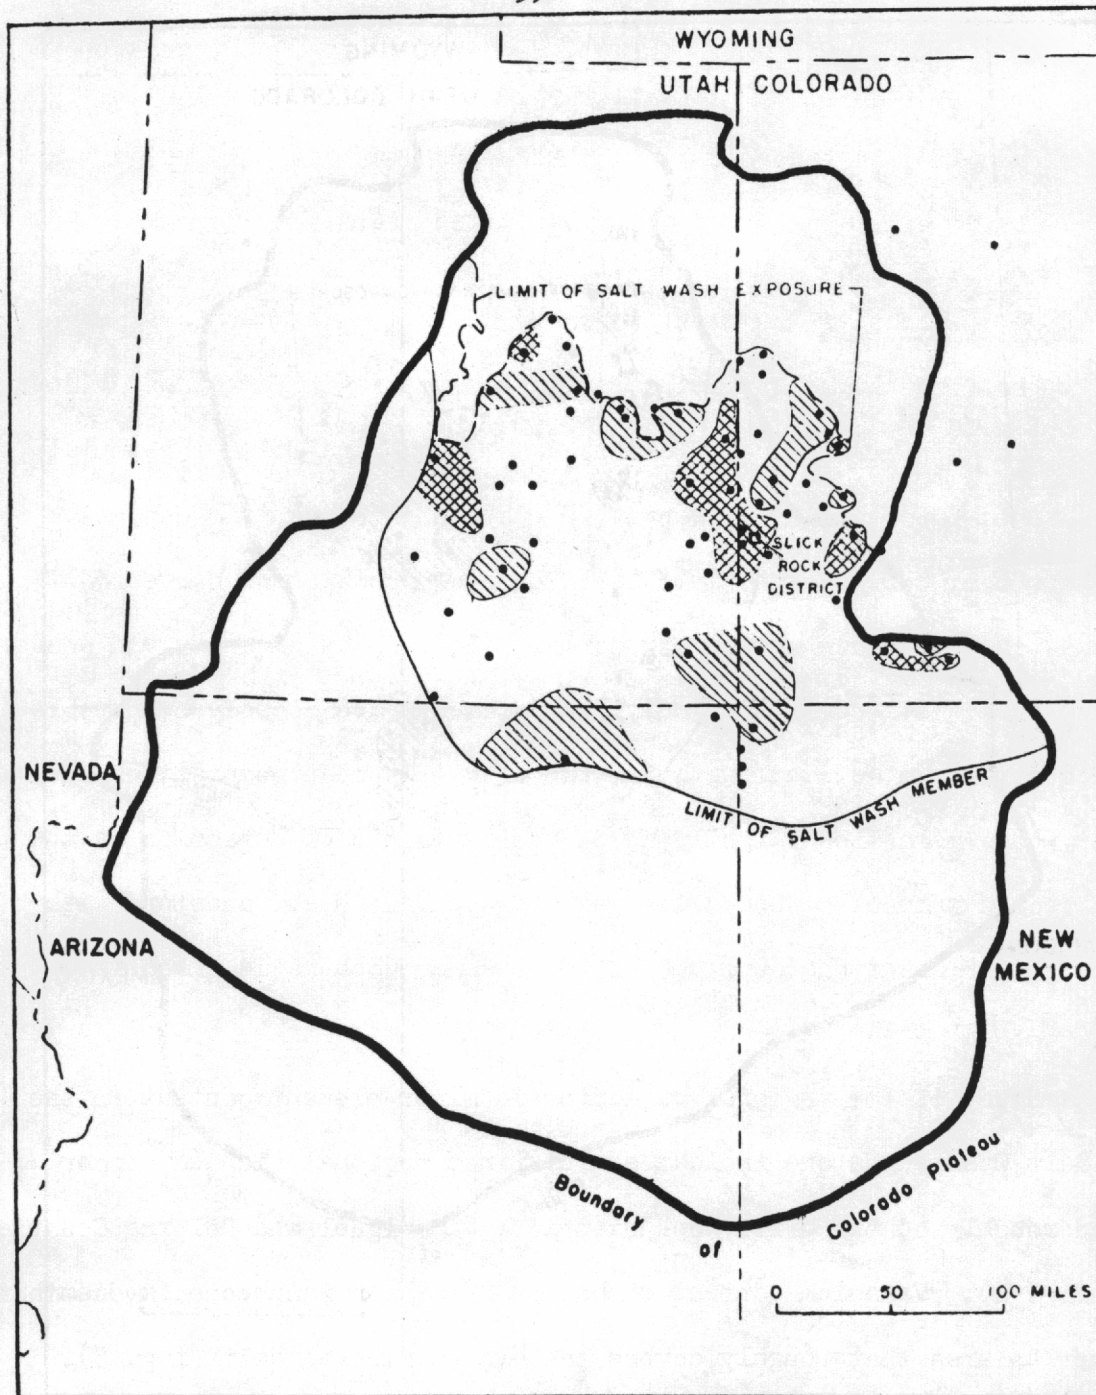 WYOMING
UTAH COLORADO
LIMIT OF SALT WASH EXPOSURE
SLICK
ROCK
DISTRICT
NEVADA
LIMIT OF SALT WASH MEMBER
ARIZONA
NEW
MEXICO
Boundary
of
Colorado Plateau
0 50 100 MILES